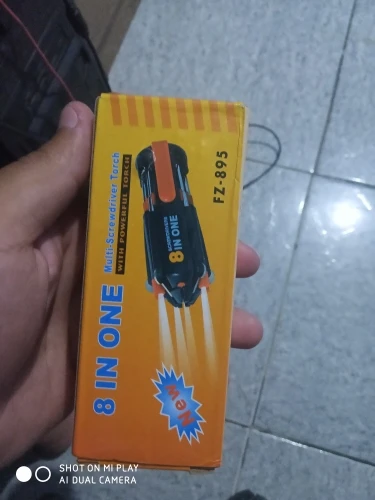 8 IN ONE
Multi-Screwdriver Torch
WITH POWERFUL TORCH
SCREWDRIVERS
8 IN ONE
FZ-895
New
SHOT ON MI PLAY
AI DUAL CAMERA